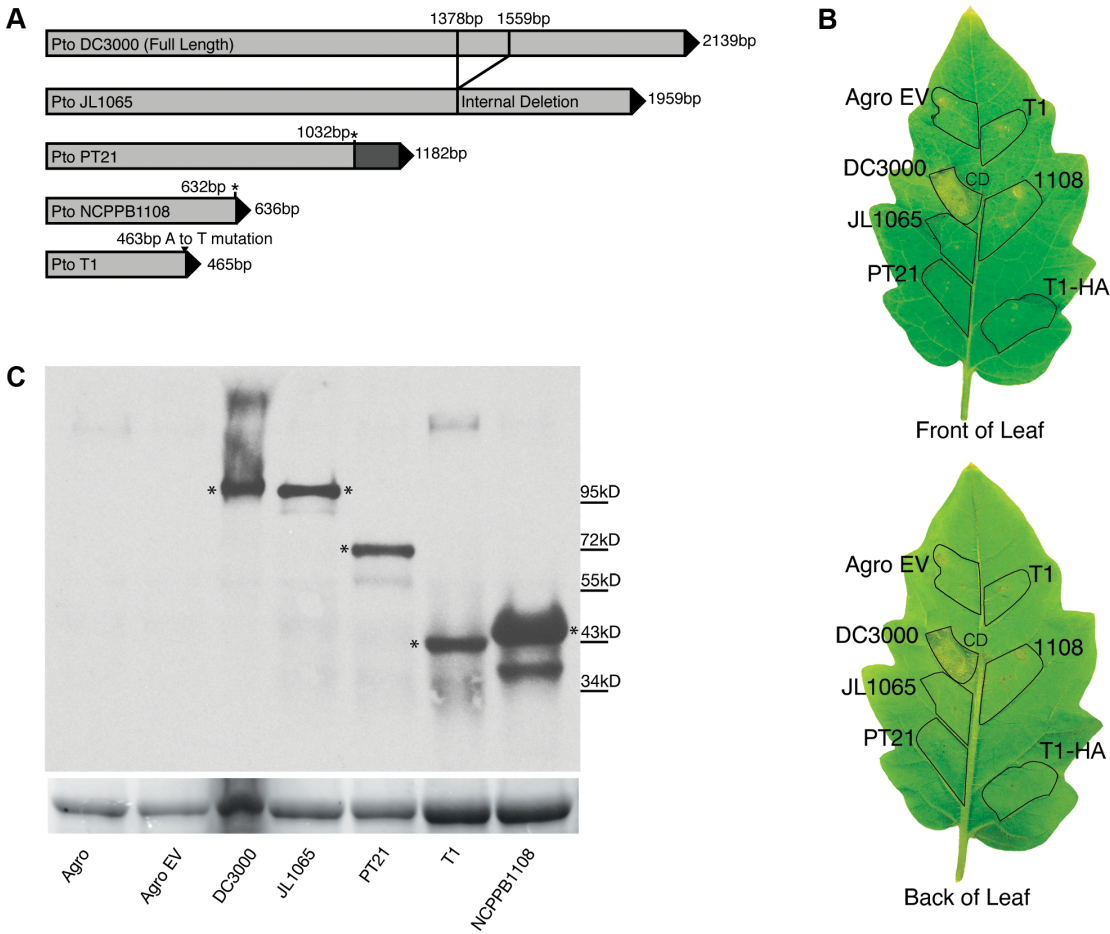 A
1378bp 1559bp
Pto DC3000 (Full Length)
2139bp
Pto JL1065
Internal Deletion
1959bp
1032bp*
Pto PT21
1182bp
632bp *
Pto NCPPB1108
636bp
463bp A to T mutation
Pto T1
465bp
B
Agro EV
T1
DC3000
CD
1108
JL1065
PT21
T1-HA
Front of Leaf
Agro EV
T1
DC3000
CD
1108
JL1065
PT21
T1-HA
Back of Leaf
C
*
*
95kD
*
72kD
55kD
*
*
43kD
34kD
Agro
Agro EV
DC3000
JL1065
PT21
T1
NCPPB1108